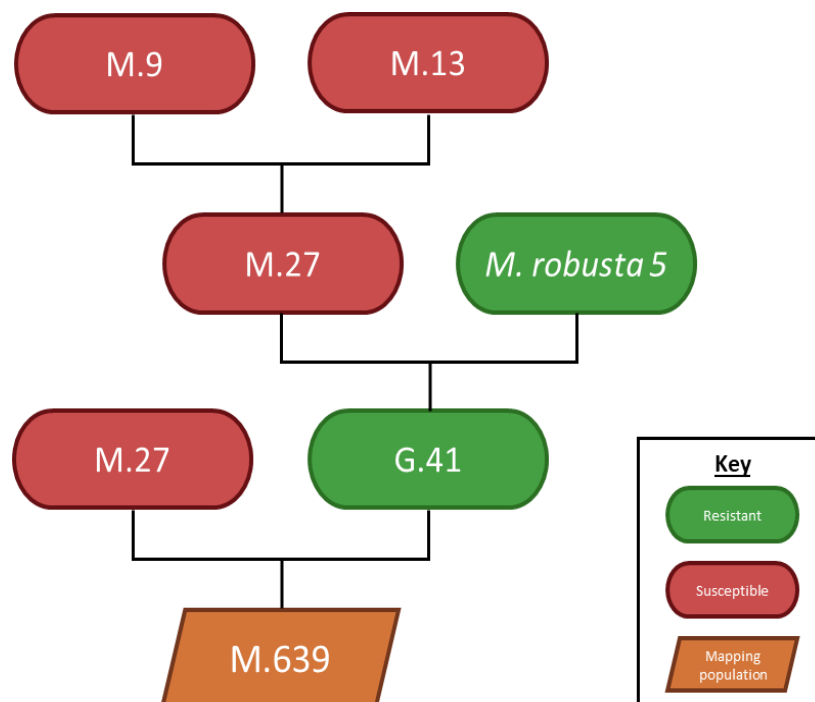 M.9
M.13
M.27
M. robusta 5
M.27
G.41
M.639
Key
Resistant
Susceptible
Mapping
population